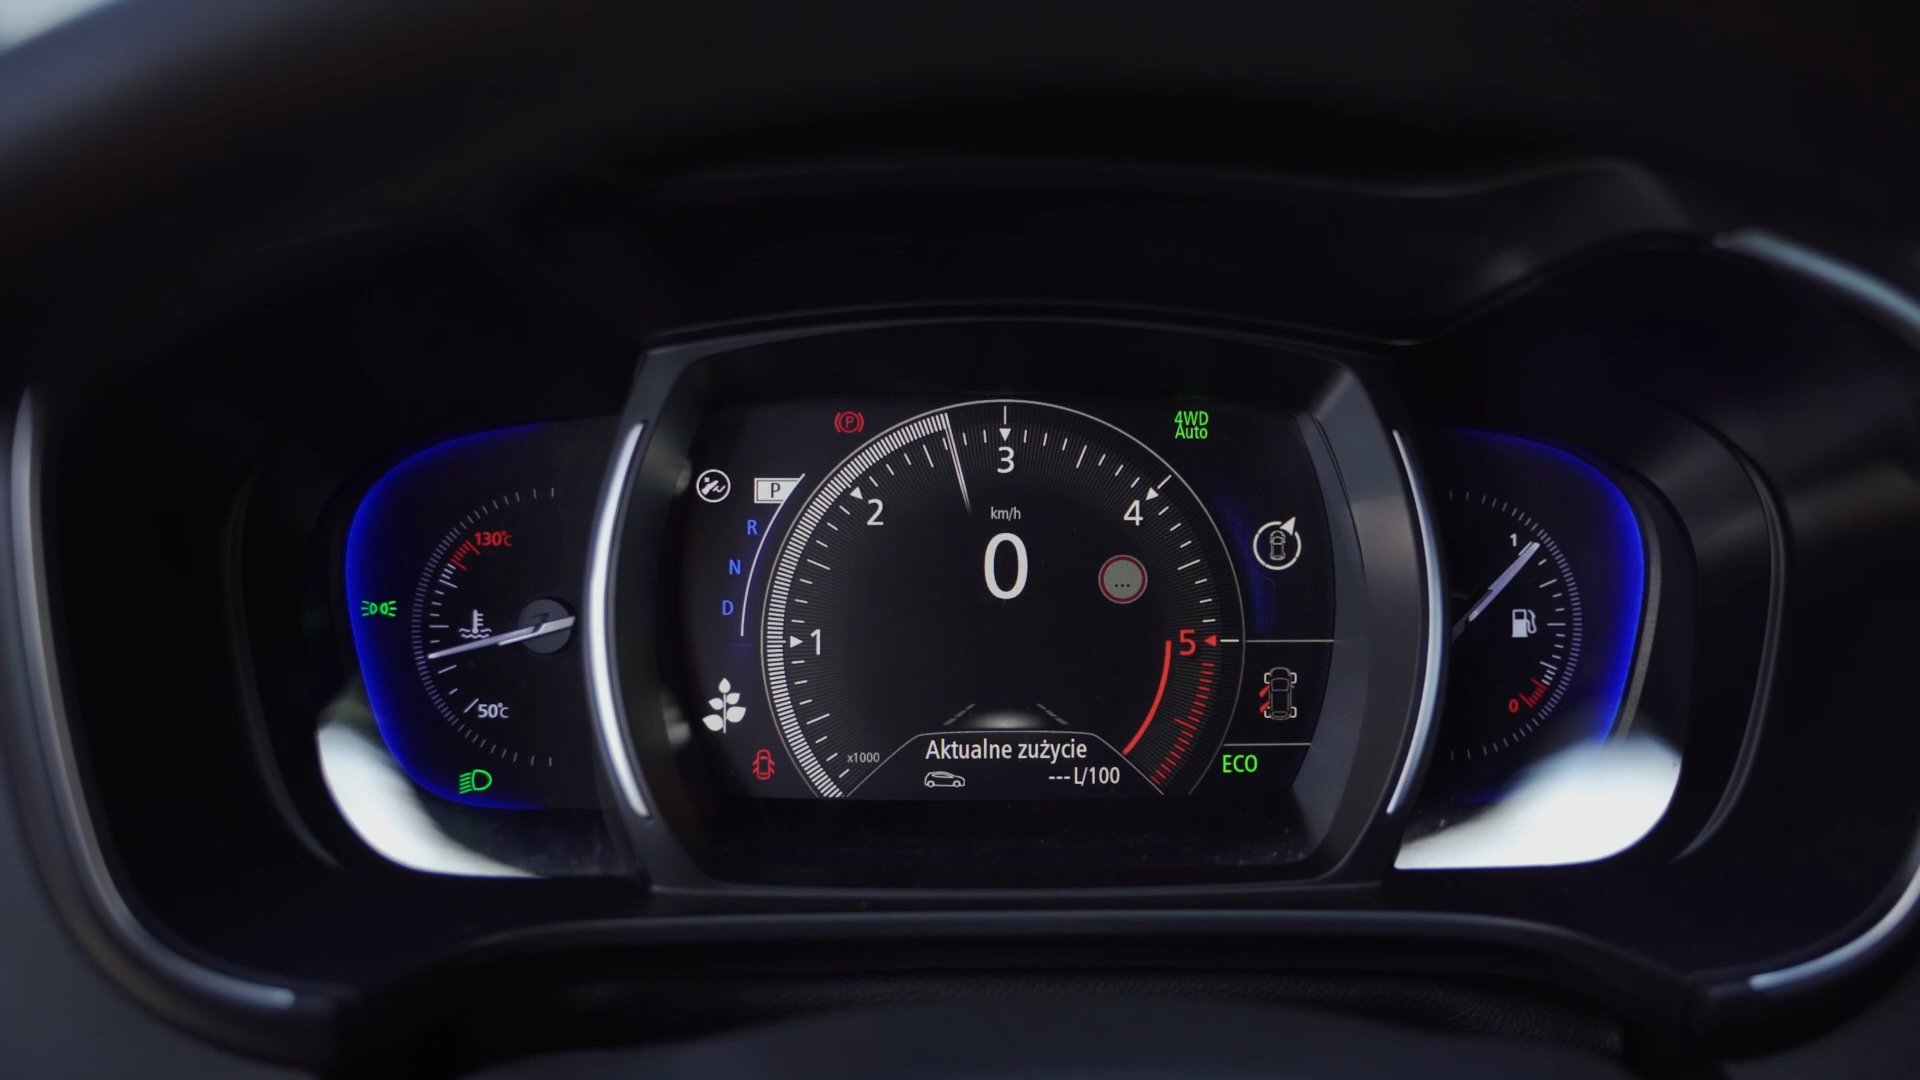 130°C
50°C
P
R
N
D
(P)
4WD
Auto
1
2
3
4
5
km/h
0
...
x1000
Aktualne zużycie
---L/100
ECO
1
0